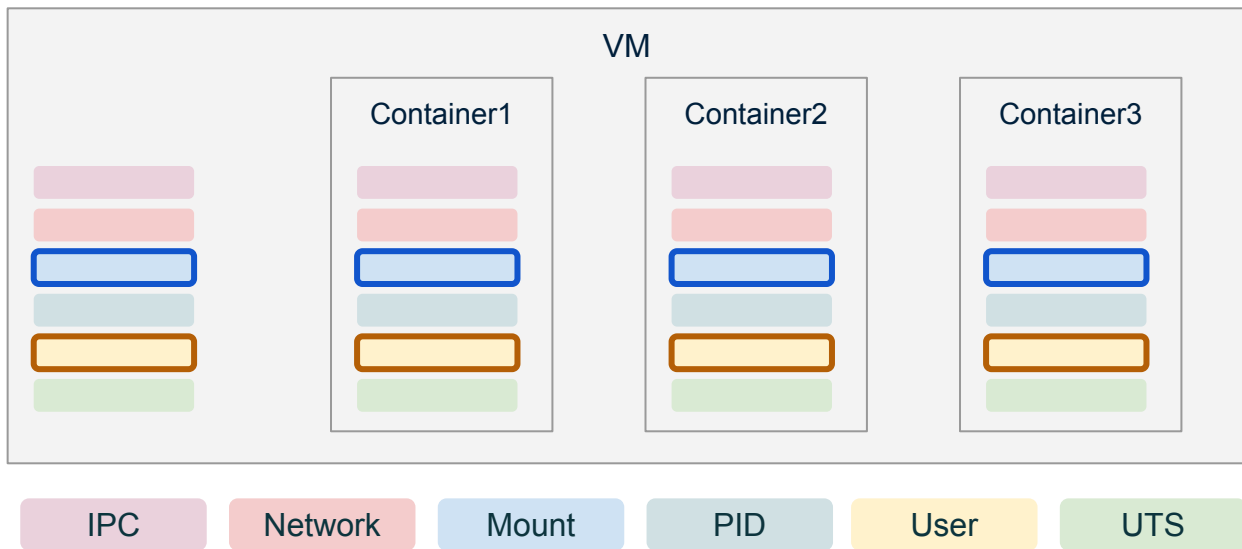 VM
Container1
Container2
Container3
IPC
Network
Mount
PID
User
UTS